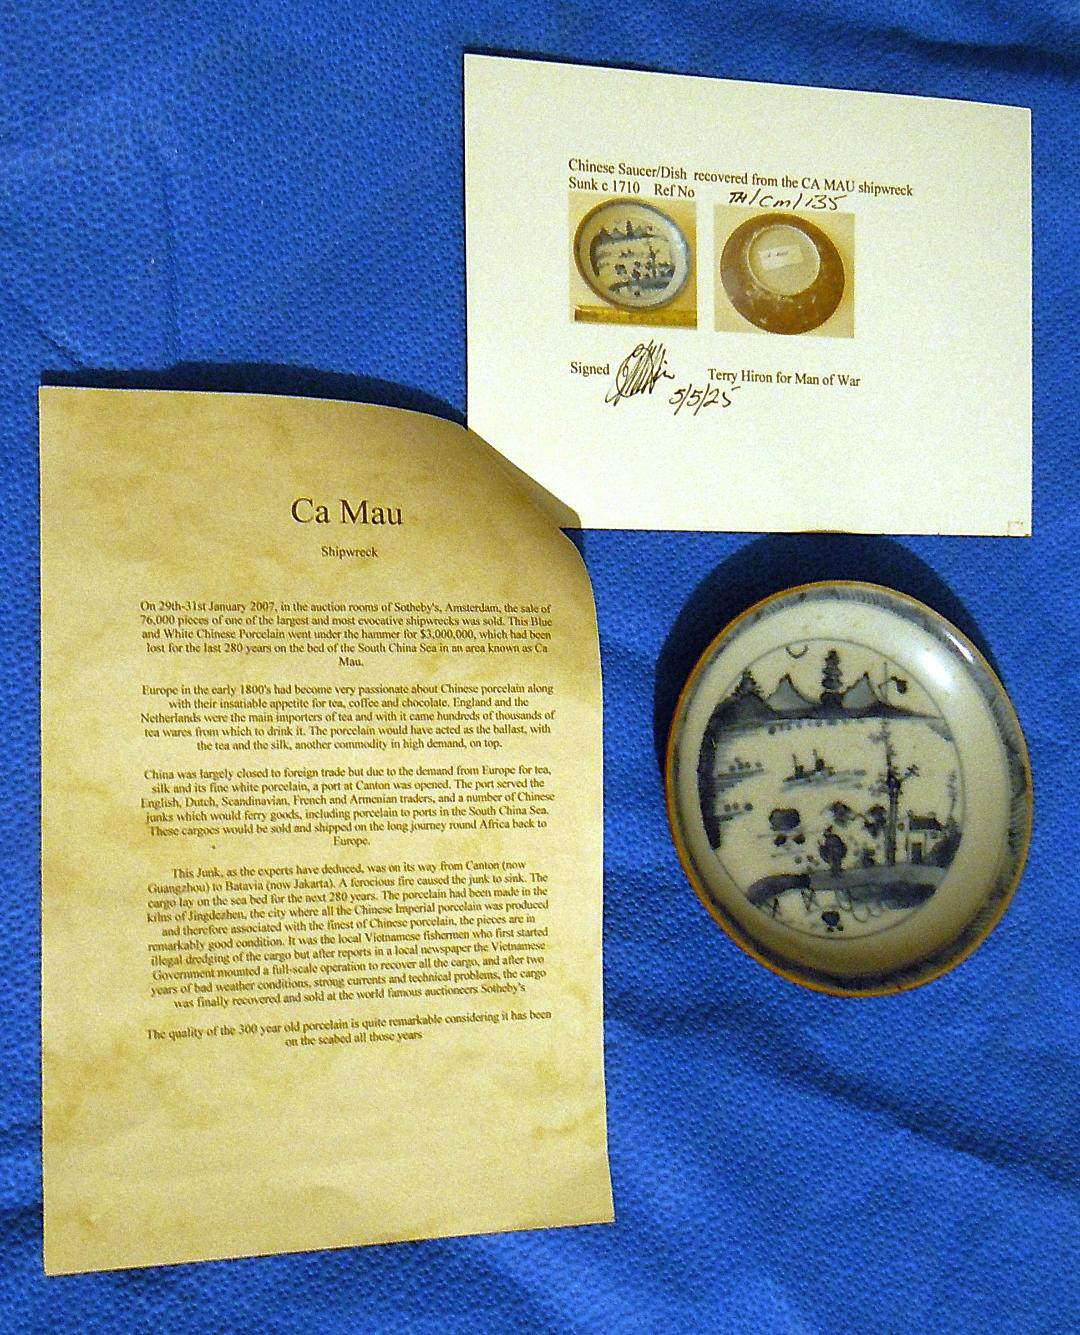 Chinese Saucer/Dish recovered from the CA MAU shipwreck
Sunk c 1710 Ref No TH/cm/135
Signed
Terry Hiron for Man of War
5/5/25
Ca Mau
Shipwreck
On 29th-31st January 2007, in the auction rooms of Sotheby's, Amsterdam, the sale of
76,000 pieces of one of the largest and most evocative shipwrecks was sold. This Blue
and White Chinese Porcelain went under the hammer for $3,000,000, which had been
lost for the last 280 years on the bed of the South China Sea in an area known as Ca
Mau.
Europe in the early 1800's had become very passionate about Chinese porcelain along
with their insatiable appetite for tea, coffee and chocolate. England and the
Netherlands were the main importers of tea and with it came hundreds of thousands of
tea wares from which to drink it. The porcelain would have acted as the ballast, with
the tea and the silk, another commodity in high demand, on top.
China was largely closed to foreign trade but due to the demand from Europe for tea,
silk and its fine white porcelain, a port at Canton was opened. The port served the
English, Dutch, Scandinavian, French and Armenian traders, and a number of Chinese
junks which would ferry goods, including porcelain to ports in the South China Sea.
These cargoes would be sold and shipped on the long journey round Africa back to
Europe.
This Junk, as the experts have deduced, was on its way from Canton (now
Guangzhou) to Batavia (now Jakarta). A ferocious fire caused the junk to sink. The
cargo lay on the sea bed for the next 280 years. The porcelain had been made in the
kilns of Jingdezhen, the city where all the Chinese Imperial porcelain was produced
and therefore associated with the finest of Chinese porcelain, the pieces are in
remarkably good condition. It was the local Vietnamese fishermen who first started
illegal dredging of the cargo but after reports in a local newspaper the Vietnamese
Government mounted a full-scale operation to recover all the cargo, and after two
years of bad weather conditions, strong currents and technical problems, the cargo
was finally recovered and sold at the world famous auctioneers Sotheby's
The quality of the 300 year old porcelain is quite remarkable considering it has been
on the seabed all those years